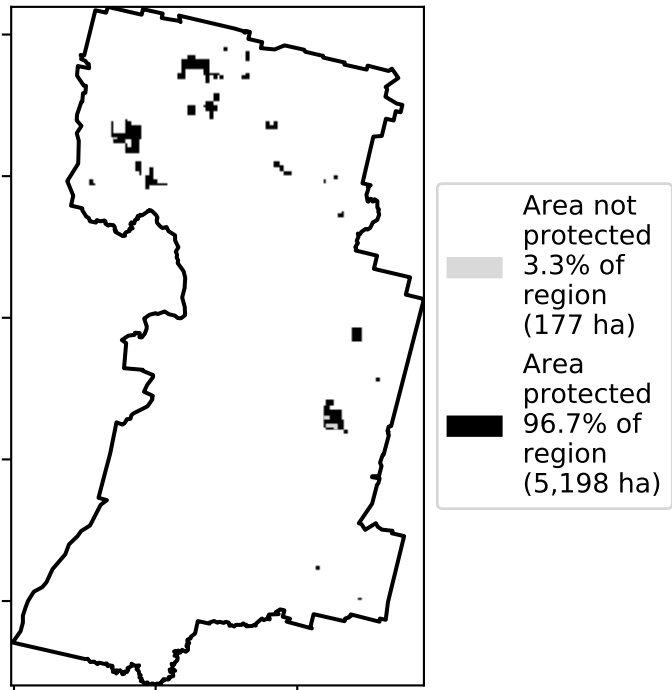 Area not
protected
3.3% of
region
(177 ha)
Area
protected
96.7% of
region
(5,198 ha)